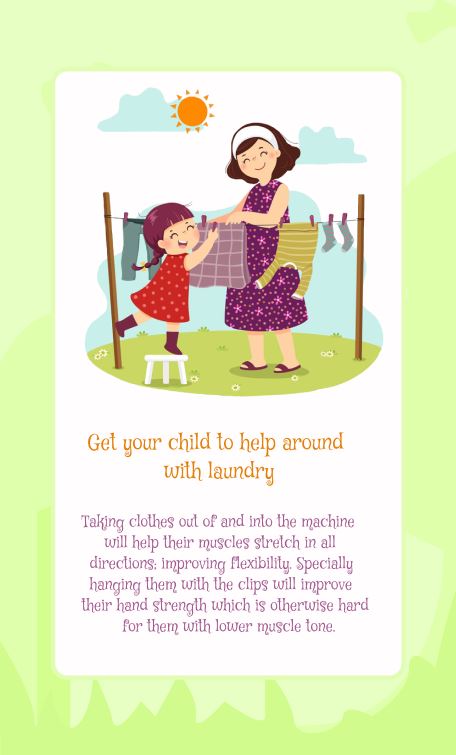 Get your child to help around
with laundry
Taking clothes out of and into the machine
will help their muscles stretch in all
directions; improving flexibility. Specially
hanging them with the clips will improve
their hand strength which is otherwise hard
for them with lower muscle tone.